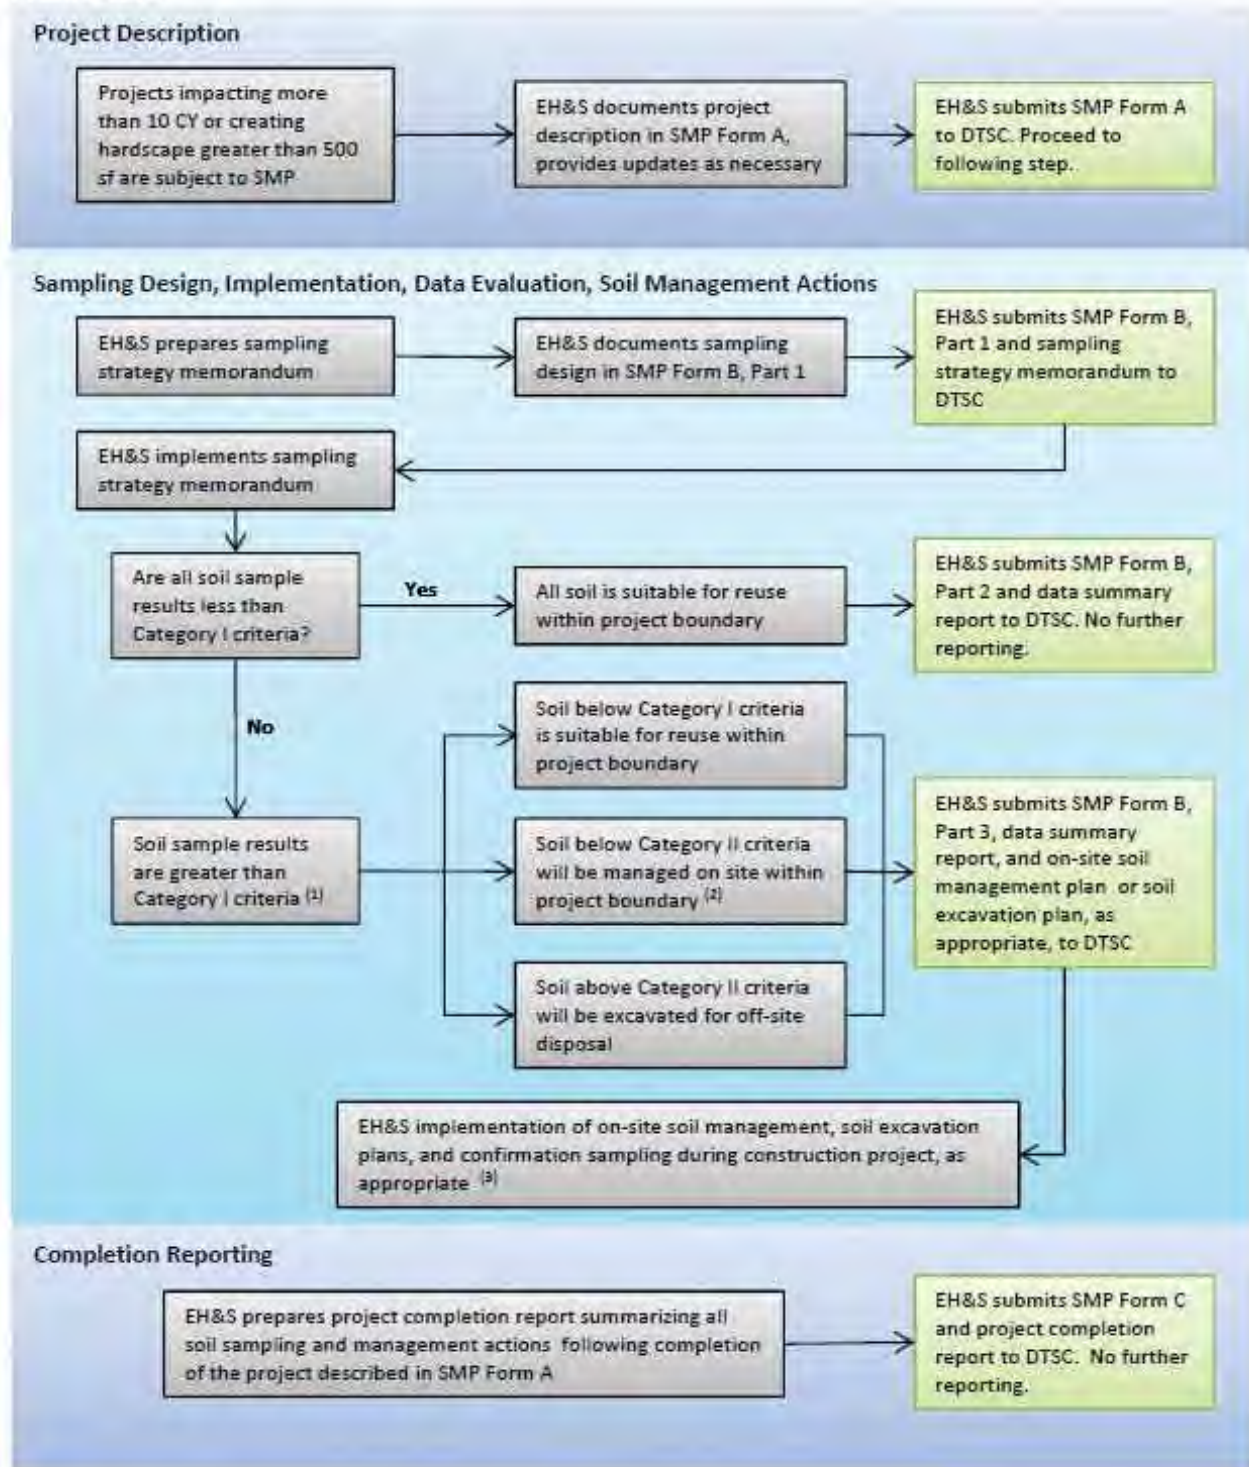 Project Description
Projects impacting more
than 10 CY or creating
hardscape greater than 500
sf are subject to SMP
EH&S documents project
description in SMP Form A,
provides updates as necessary
EH&S submits SMP Form A
to DTSC. Proceed to
following step.
Sampling Design, Implementation, Data Evaluation, Soil Management Actions
EH&S prepares sampling
strategy memorandum
EH&S documents sampling
design in SMP Form B, Part 1
EH&S submits SMP Form B,
Part 1 and sampling
strategy memorandum to
DTSC
EH&S implements sampling
strategy memorandum
Are all soil sample
results less than
Category I criteria?
Yes
All soil is suitable for reuse
within project boundary
EH&S submits SMP Form B,
Part 2 and data summary
report to DTSC. No further
reporting.
No
Soil sample results
are greater than
Category I criteria (1)
Soil below Category I criteria
is suitable for reuse within
project boundary
Soil below Category II criteria
will be managed on site within
project boundary (2)
Soil above Category II criteria
will be excavated for off-site
disposal
EH&S submits SMP Form B,
Part 3, data summary
report, and on-site soil
management plan or soil
excavation plan, as
appropriate, to DTSC
EH&S implementation of on-site soil management, soil excavation
plans, and confirmation sampling during construction project, as
appropriate (3)
Completion Reporting
EH&S prepares project completion report summarizing all
soil sampling and management actions following completion
of the project described in SMP Form A
EH&S submits SMP Form C
and project completion
report to DTSC. No further
reporting.